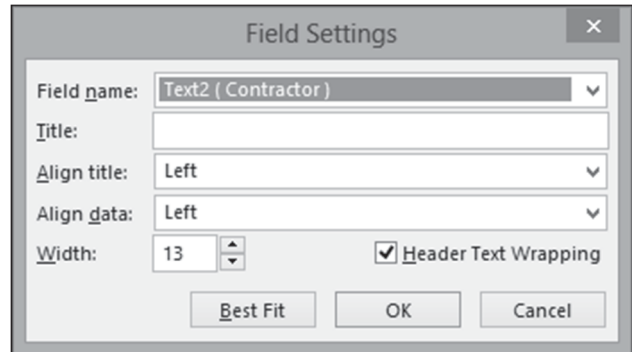 Field Settings
Field name: Text2 ( Contractor )
Title:
Align title: Left
Align data: Left
Width: 13 Header Text Wrapping
Best Fit OK Cancel